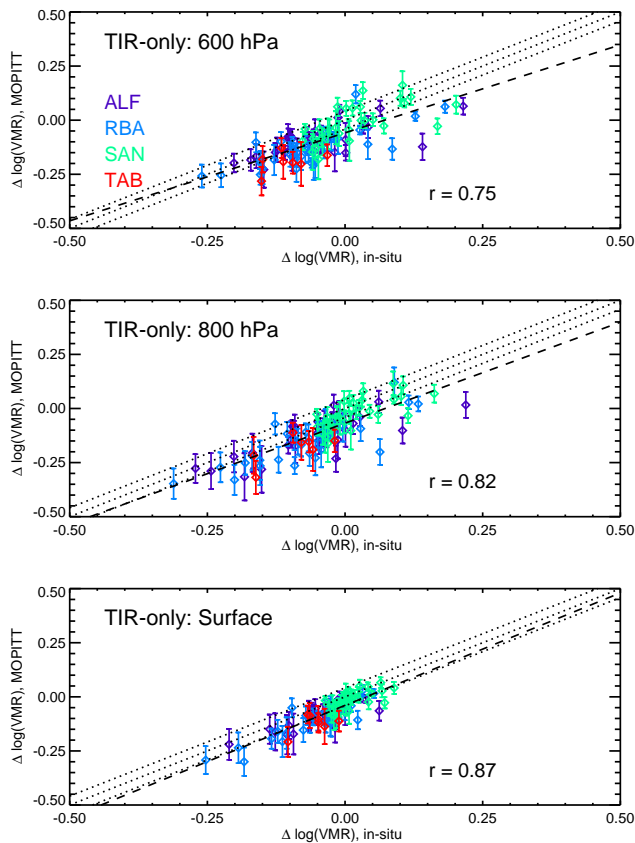 0.50
TIR-only: 600 hPa
0.25
ALF
RBA
SAN
TAB
0.00
-0.25
-0.50
Δ log(VMR), MOPITT
r = 0.75
-0.50 -0.25 0.00 0.25 0.50
Δ log(VMR), in-situ
0.50
TIR-only: 800 hPa
0.25
0.00
-0.25
-0.50
Δ log(VMR), MOPITT
r = 0.82
-0.50 -0.25 0.00 0.25 0.50
Δ log(VMR), in-situ
0.50
TIR-only: Surface
0.25
0.00
-0.25
-0.50
Δ log(VMR), MOPITT
r = 0.87
-0.50 -0.25 0.00 0.25 0.50
Δ log(VMR), in-situ